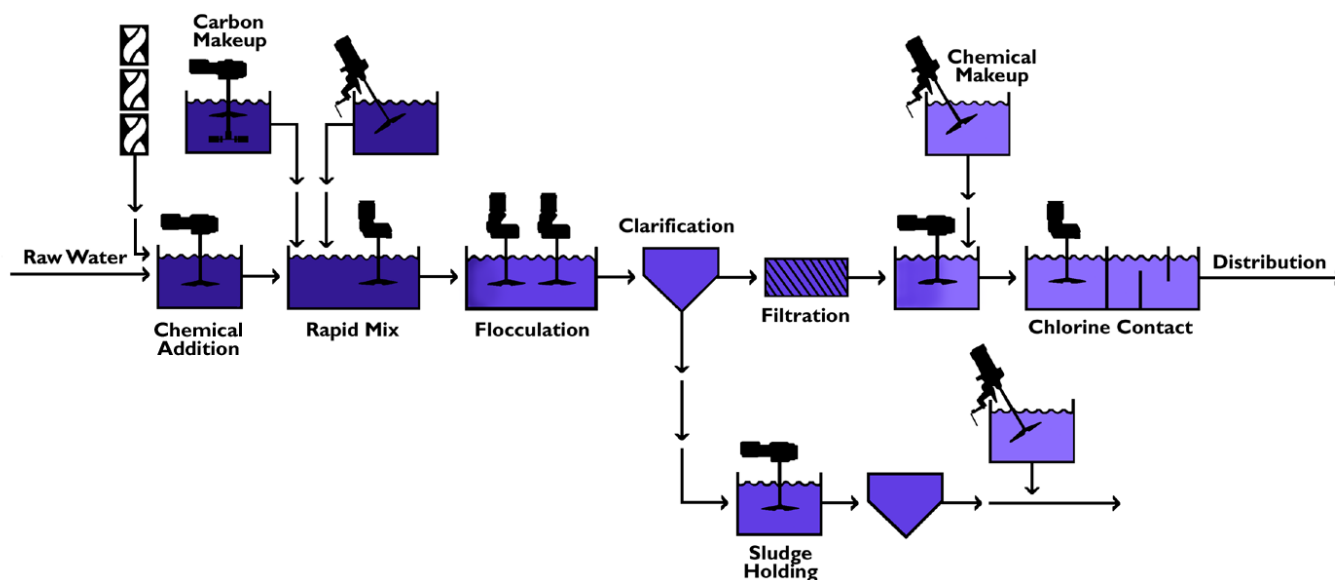 Carbon
Makeup
Chemical
Makeup
Raw Water
Clarification
Distribution
Chemical
Addition
Rapid Mix
Flocculation
Filtration
Chlorine Contact
Sludge
Holding